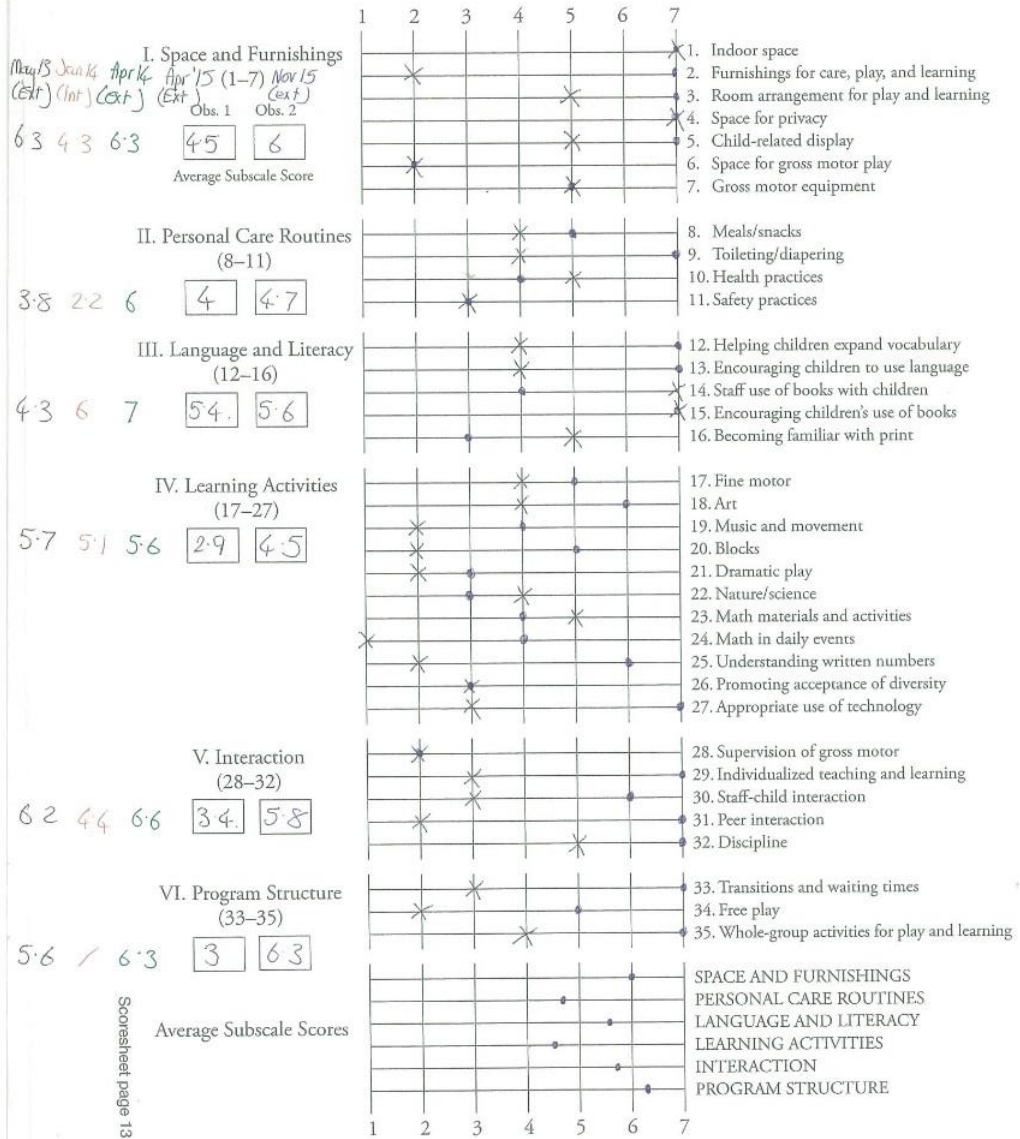 1 2 3 4 5 6 7
I. Space and Furnishings
May 13 Jan 14 Apr 14 Apr '15 (1–7) Nov 15
(Ext) (Int) (ext) (Ext) (ext)
Obs. 1 Obs. 2
6 3 4 3 6·3 4·5 6
Average Subscale Score
1. Indoor space
2. Furnishings for care, play, and learning
3. Room arrangement for play and learning
4. Space for privacy
5. Child-related display
6. Space for gross motor play
7. Gross motor equipment
II. Personal Care Routines
(8–11)
3·8 2·2 6 4 4·7
8. Meals/snacks
9. Toileting/diapering
10. Health practices
11. Safety practices
III. Language and Literacy
(12–16)
4·3 6 7 5·4. 5·6
12. Helping children expand vocabulary
13. Encouraging children to use language
14. Staff use of books with children
15. Encouraging children's use of books
16. Becoming familiar with print
IV. Learning Activities
(17–27)
5·7 5·1 5·6 2·9 4·5
17. Fine motor
18. Art
19. Music and movement
20. Blocks
21. Dramatic play
22. Nature/science
23. Math materials and activities
24. Math in daily events
25. Understanding written numbers
26. Promoting acceptance of diversity
27. Appropriate use of technology
V. Interaction
(28–32)
6 2 4·4 6·6 3·4. 5·8
28. Supervision of gross motor
29. Individualized teaching and learning
30. Staff-child interaction
31. Peer interaction
32. Discipline
VI. Program Structure
(33–35)
5·6 / 6·3 3 6·3
33. Transitions and waiting times
34. Free play
35. Whole-group activities for play and learning
Average Subscale Scores
SPACE AND FURNISHINGS
PERSONAL CARE ROUTINES
LANGUAGE AND LITERACY
LEARNING ACTIVITIES
INTERACTION
PROGRAM STRUCTURE
1 2 3 4 5 6 7
Scoresheet page 13